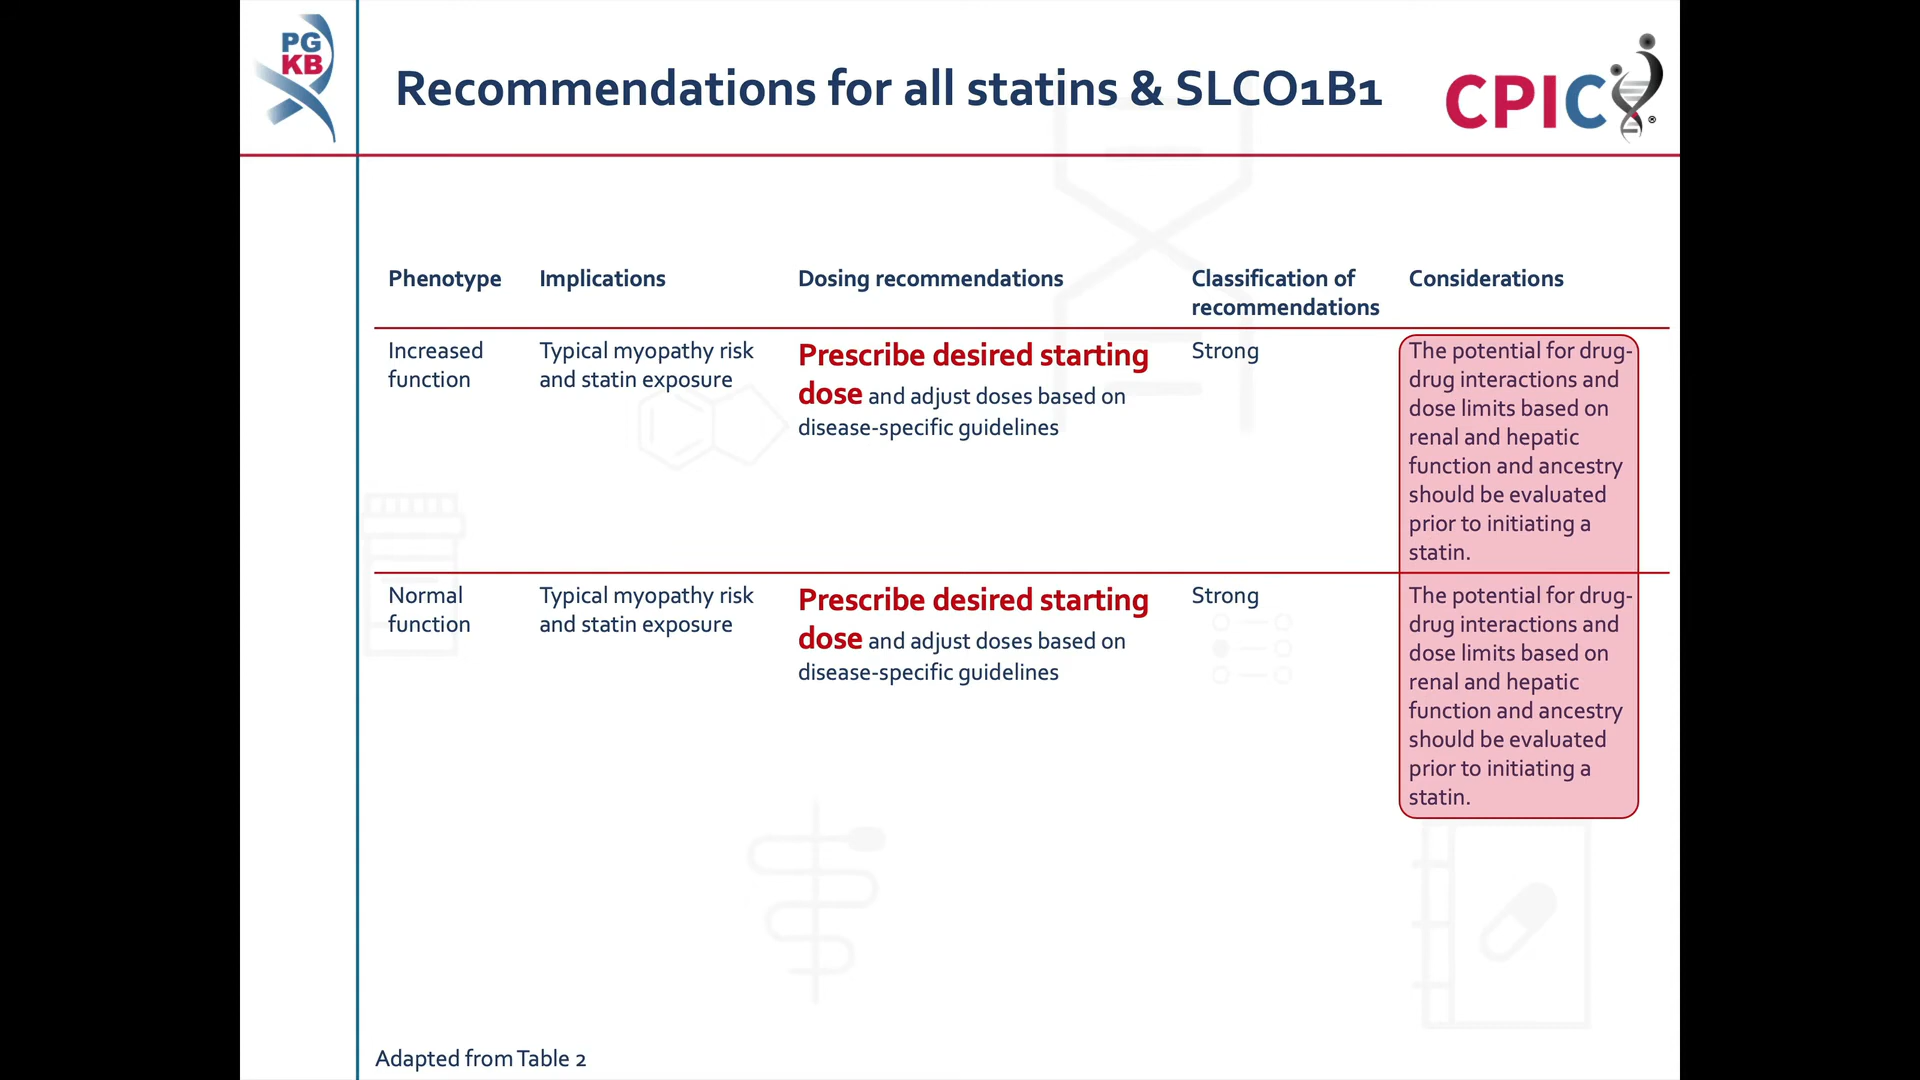 PG
KB
Recommendations for all statins & SLCO1B1
CPIC®
Phenotype
Implications
Dosing recommendations
Classification of
recommendations
Considerations
Increased
function
Typical myopathy risk
and statin exposure
Prescribe desired starting
dose and adjust doses based on
disease-specific guidelines
Strong
The potential for drug-
drug interactions and
dose limits based on
renal and hepatic
function and ancestry
should be evaluated
prior to initiating a
statin.
Normal
function
Typical myopathy risk
and statin exposure
Prescribe desired starting
dose and adjust doses based on
disease-specific guidelines
Strong
The potential for drug-
drug interactions and
dose limits based on
renal and hepatic
function and ancestry
should be evaluated
prior to initiating a
statin.
Adapted from Table 2